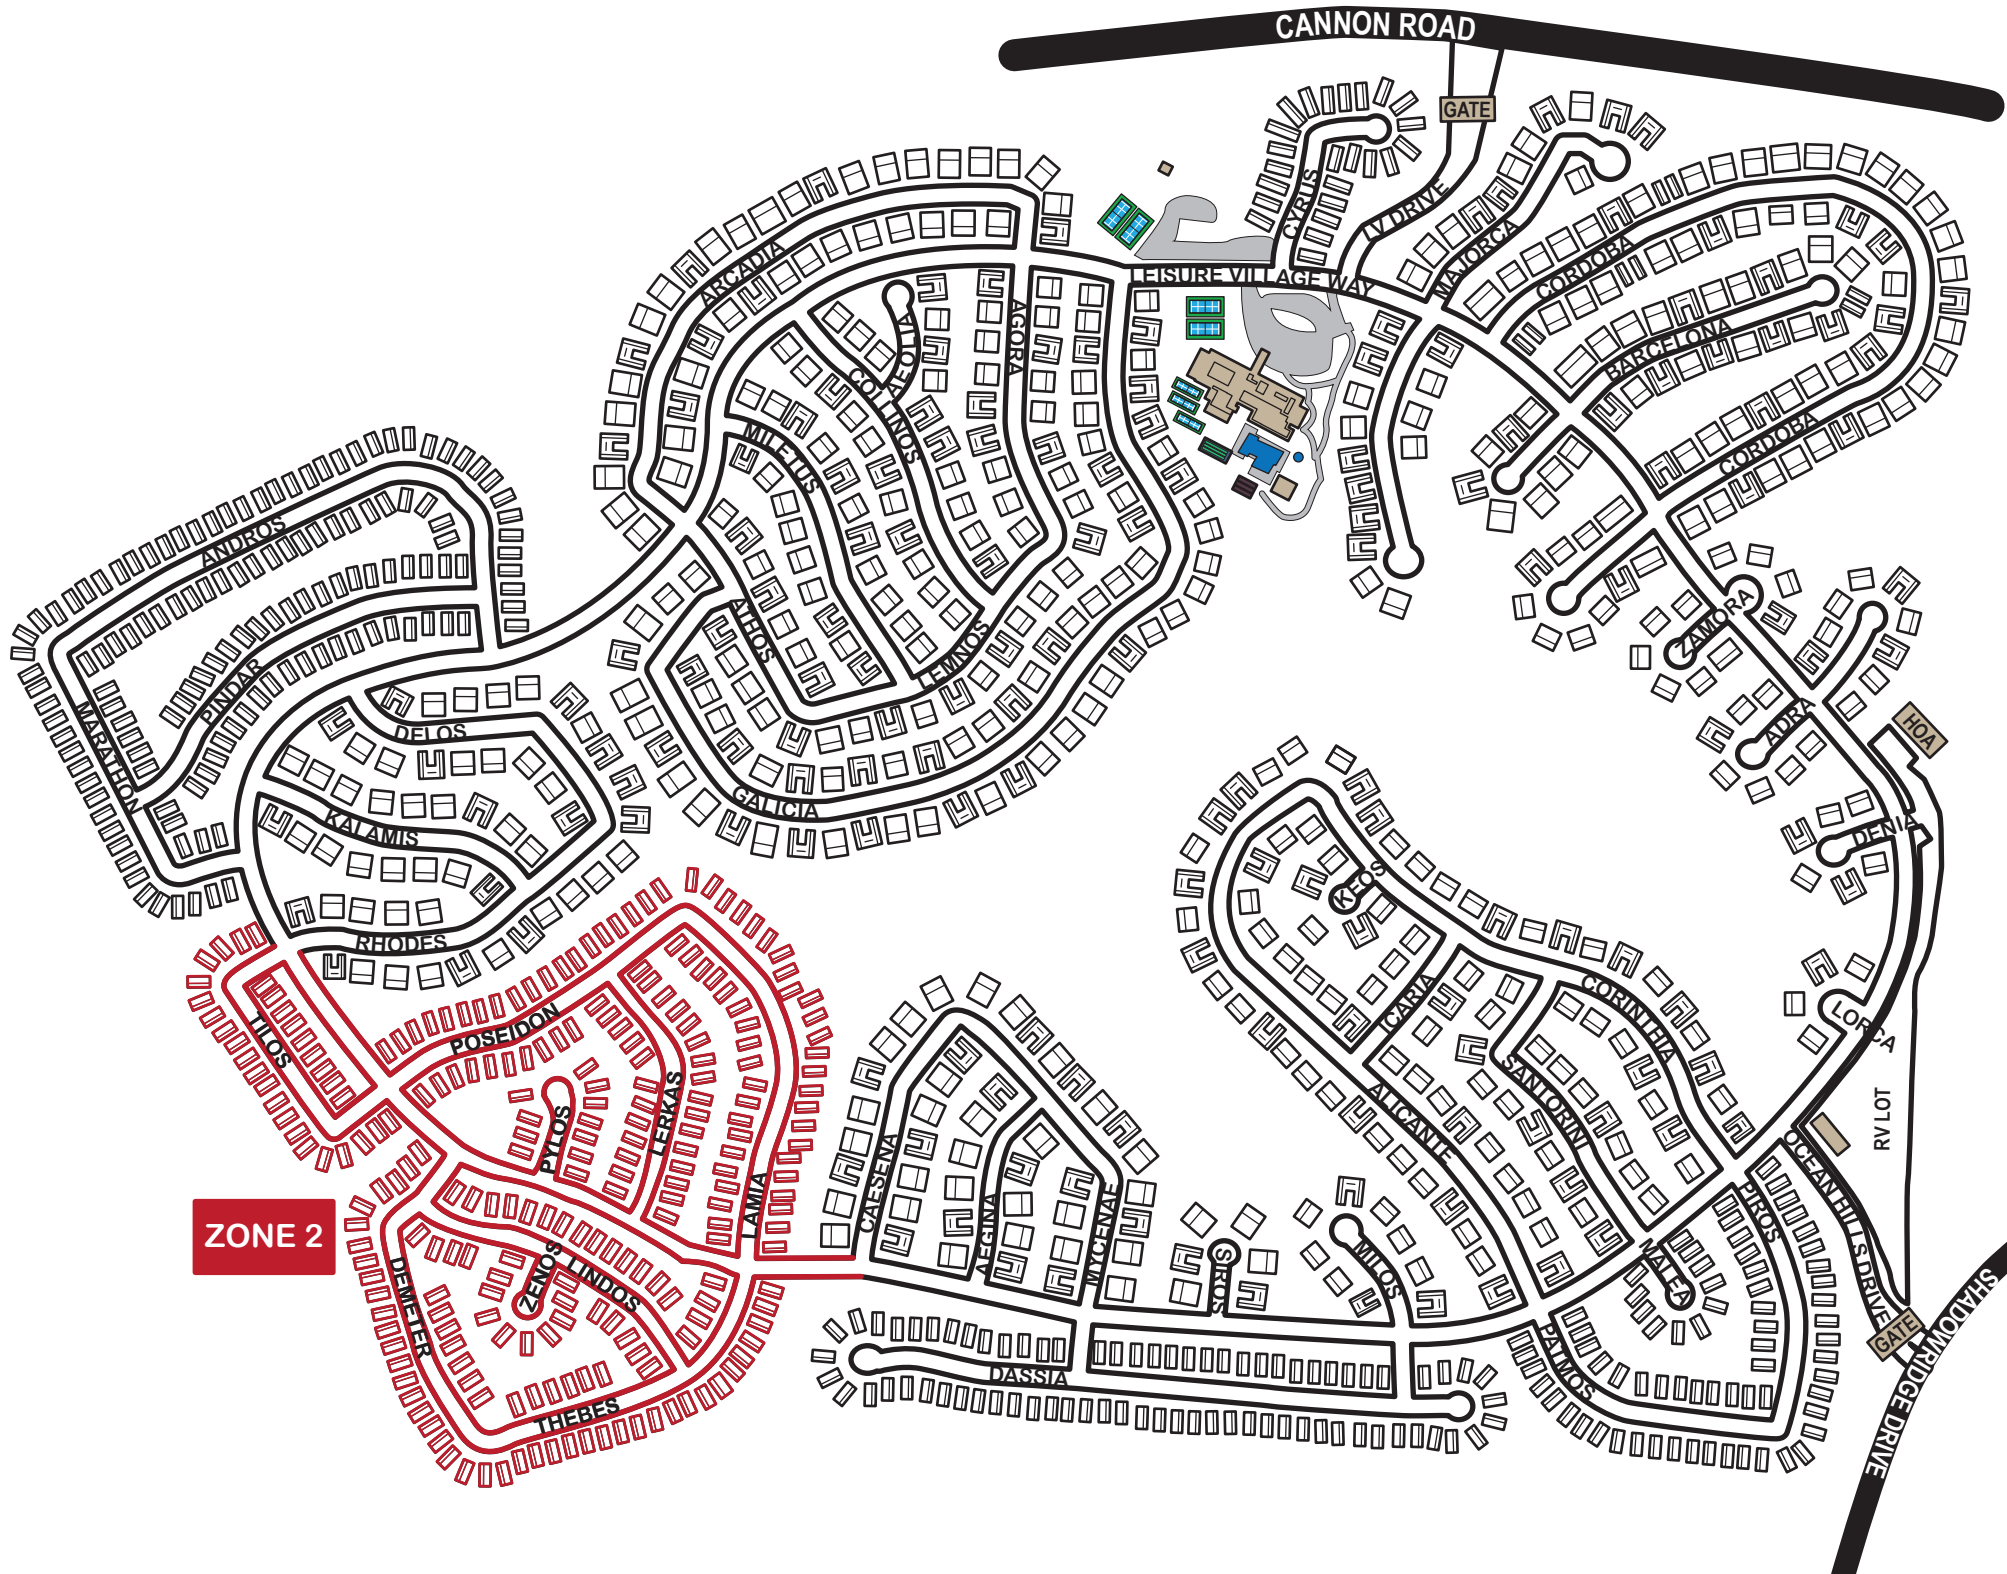 CANNON ROAD
GATE
CYRUS
LV DRIVE
MAJORCA
CORDOBA
ARCADIA
LEISURE VILLAGE WAY
AEOLIA
AGORA
COLLINOS
BARCELONA
MILETUS
CORDOBA
ANDROS
ATHOS
LEMNOS
ZAMORA
PINDAR
MARATHON
DELOS
ADRA
HOA
GALICIA
KALAMIS
DENIA
KEOS
RHODES
TILOS
POSEIDON
ICARIA
CORINTHIA
LORCA
LERKAS
PYLOS
SANTORINI
ALICANTE
RV LOT
CAESENA
LAMIA
AEGINA
MYCENAE
OCEAN HILLS DRIVE
PIROS
ZONE 2
ZENOS
LINDOS
DEMETER
SIROS
MILOS
MALEA
GATE
SHADOWRIDGE DRIVE
DASSIA
PATMOS
THEBES